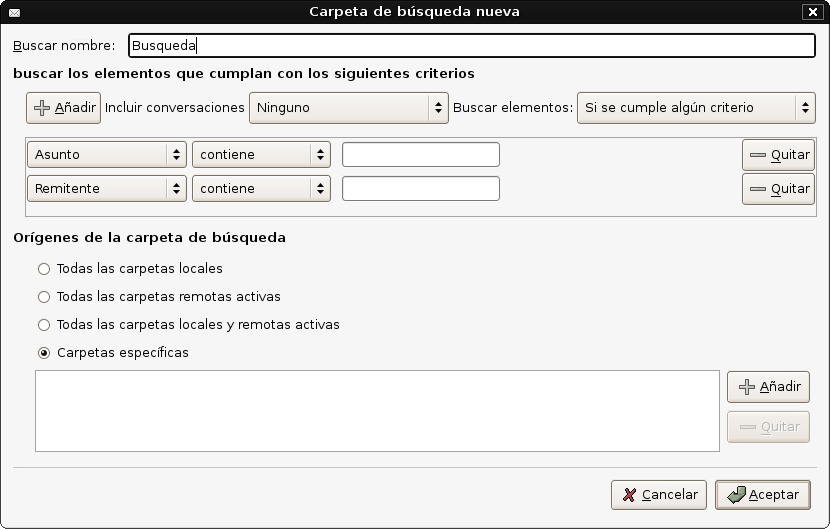 Carpeta de búsqueda nueva
Buscar nombre: Busqueda
buscar los elementos que cumplan con los siguientes criterios
Añadir Incluir conversaciones Ninguno Buscar elementos: Si se cumple algún criterio
Asunto contiene Quitar
Remitente contiene Quitar
Orígenes de la carpeta de búsqueda
Todas las carpetas locales
Todas las carpetas remotas activas
Todas las carpetas locales y remotas activas
Carpetas específicas
Añadir
Quitar
Cancelar Aceptar